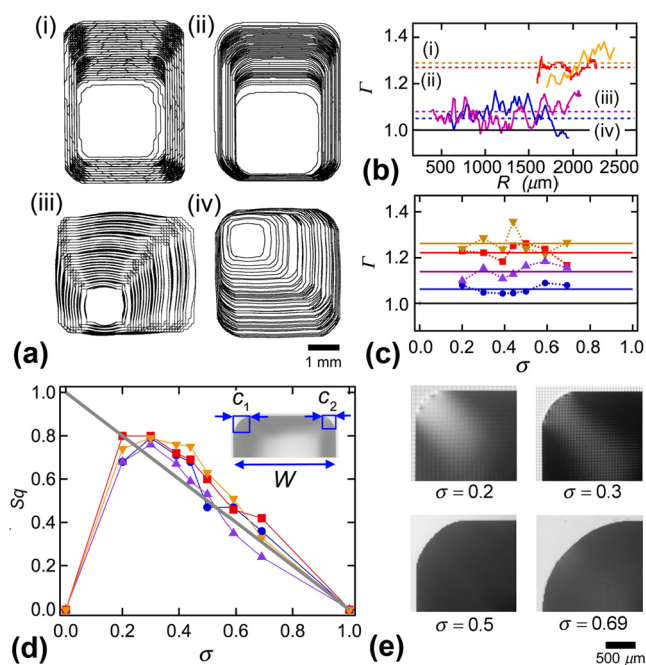 (i)
(ii)
(iii)
(iv)
(a)
1 mm
Γ
1.4
1.2
1.0
(i)
(ii)
(iii)
(iv)
500 1000 1500 2000 2500
R (μm)
(b)
Γ
1.4
1.2
1.0
0.0 0.2 0.4 0.6 0.8 1.0
σ
(c)
Sq
1.0
0.8
0.6
0.4
0.2
0.0
C1 C2
W
0.0 0.2 0.4 0.6 0.8 1.0
σ
(d)
σ = 0.2
σ = 0.3
σ = 0.5
σ = 0.69
(e)
500 μm